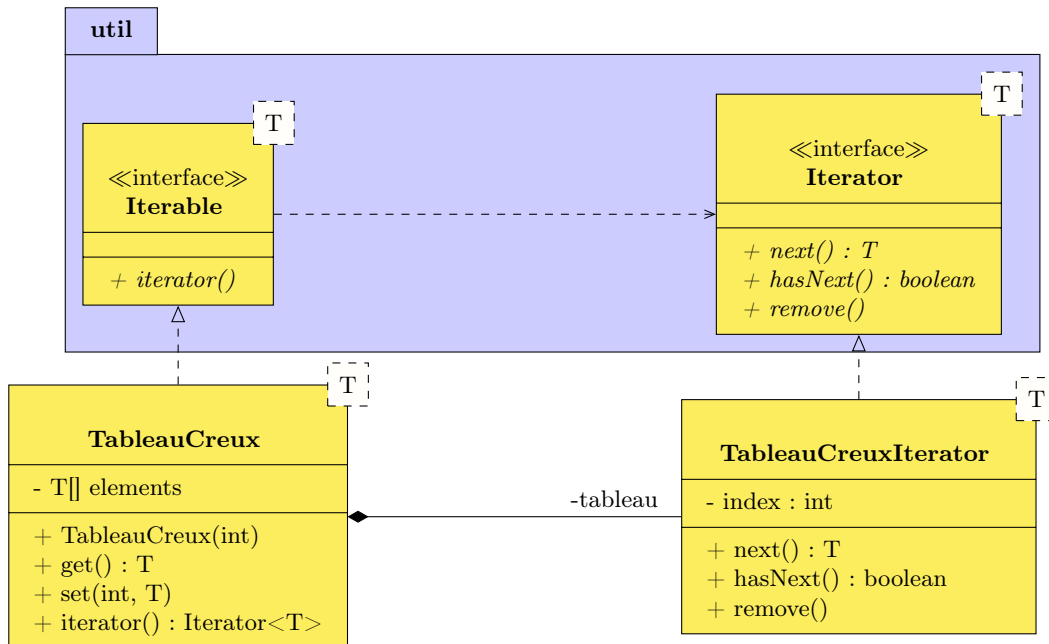 util
T
≪interface≫
Iterable
+ iterator()
T
≪interface≫
Iterator
+ next() : T
+ hasNext() : boolean
+ remove()
T
TableauCreux
- T[] elements
+ TableauCreux(int)
+ get() : T
+ set(int, T)
+ iterator() : Iterator<T>
-tableau
T
TableauCreuxIterator
- index : int
+ next() : T
+ hasNext() : boolean
+ remove()